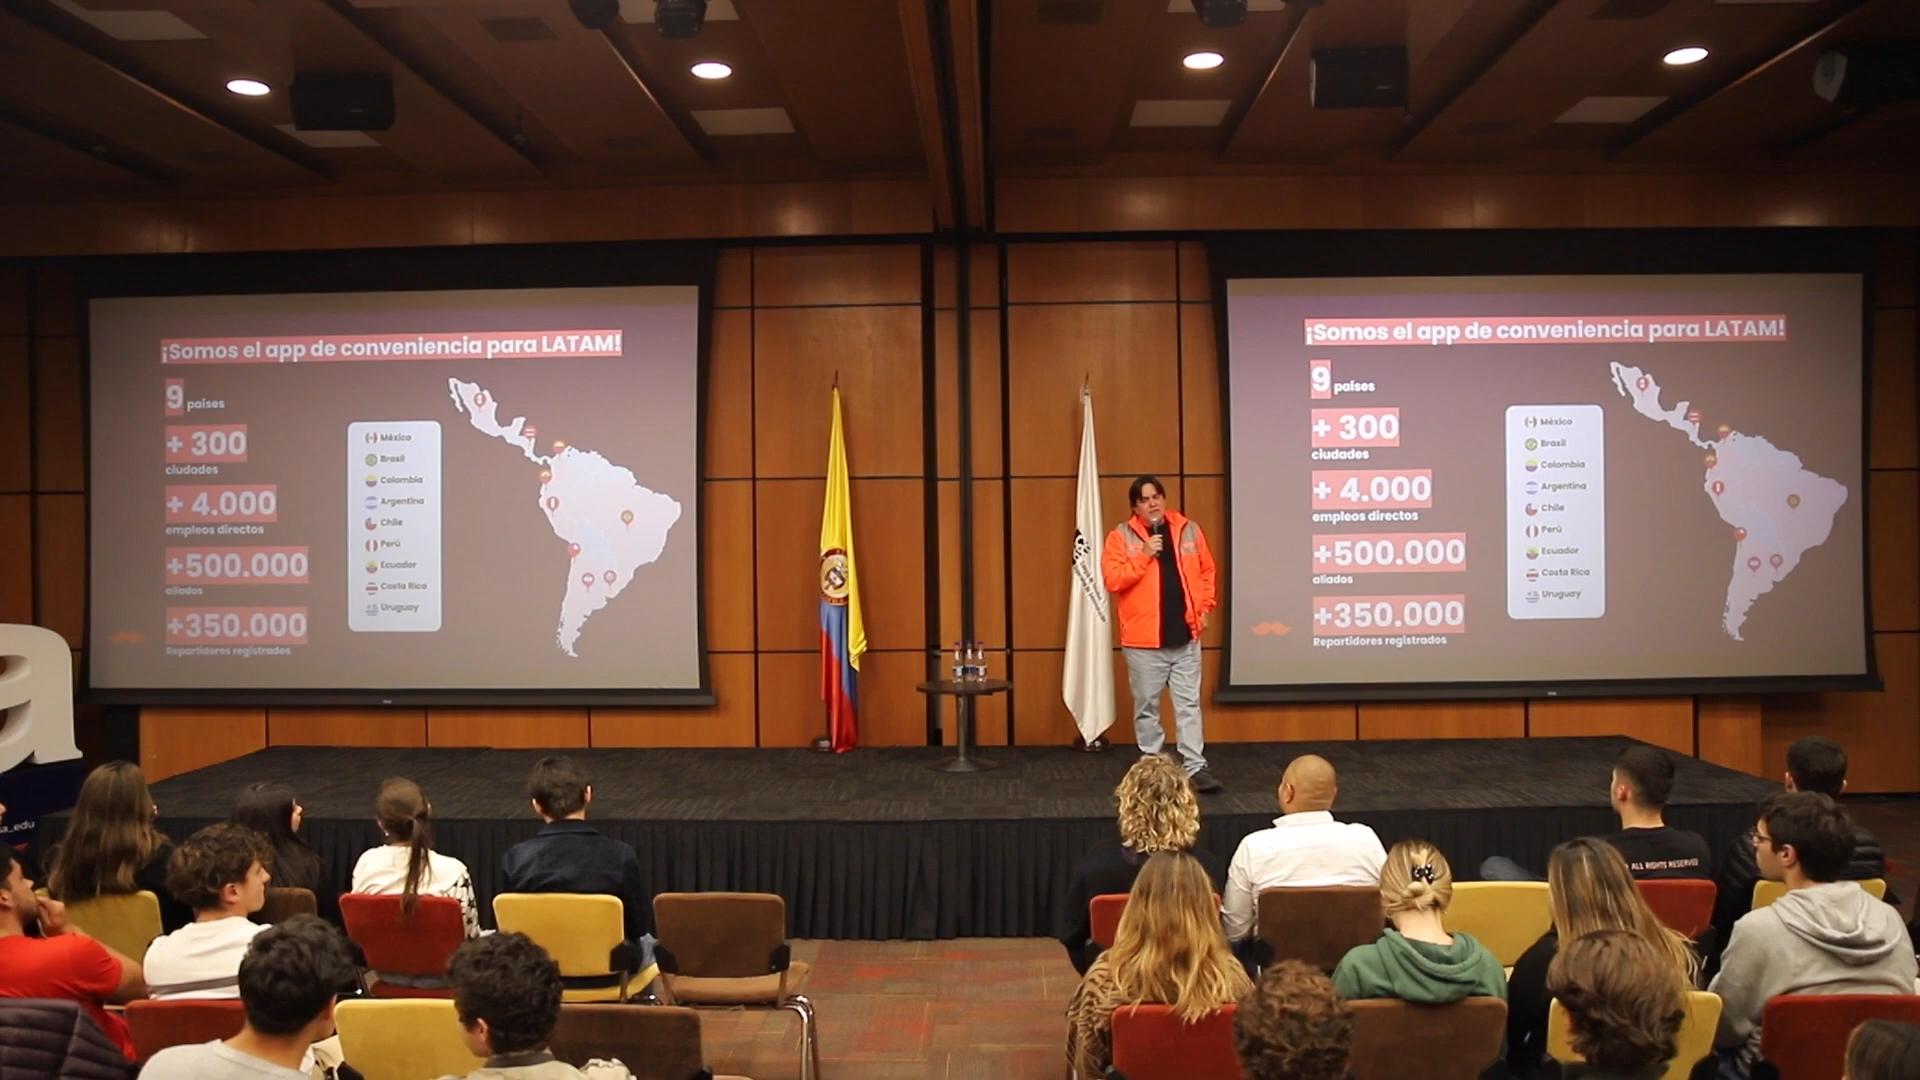 ¡Somos el app de conveniencia para LATAM!
9 países
+ 300
ciudades
+ 4.000
empleos directos
+500.000
aliados
+350.000
Repartidores registrados
México
Brasil
Colombia
Argentina
Chile
Perú
Ecuador
Costa Rica
Uruguay
¡Somos el app de conveniencia para LATAM!
9 países
+ 300
ciudades
+ 4.000
empleos directos
+500.000
aliados
+350.000
Repartidores registrados
México
Brasil
Colombia
Argentina
Chile
Perú
Ecuador
Costa Rica
Uruguay
a_edu
ALL RIGHTS RESERVED